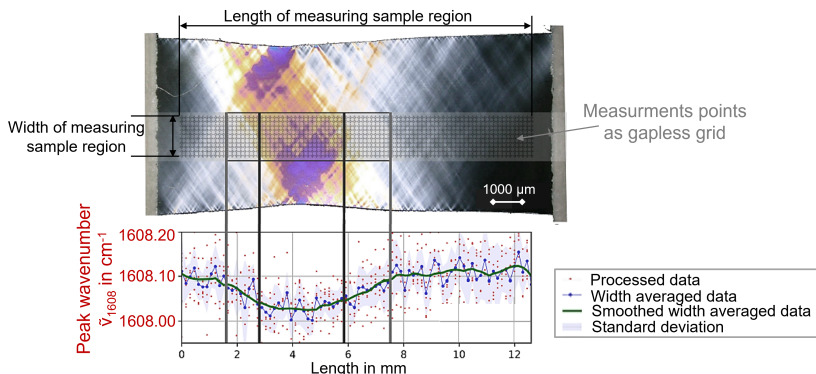 Length of measuring sample region
Width of measuring
sample region
Measurments points
as gapless grid
1000 µm
Peak wavenumber
ṽ1608 in cm⁻¹
1608.20
1608.10
1608.00
0 2 4 6 8 10 12
Length in mm
Processed data
Width averaged data
Smoothed width averaged data
Standard deviation